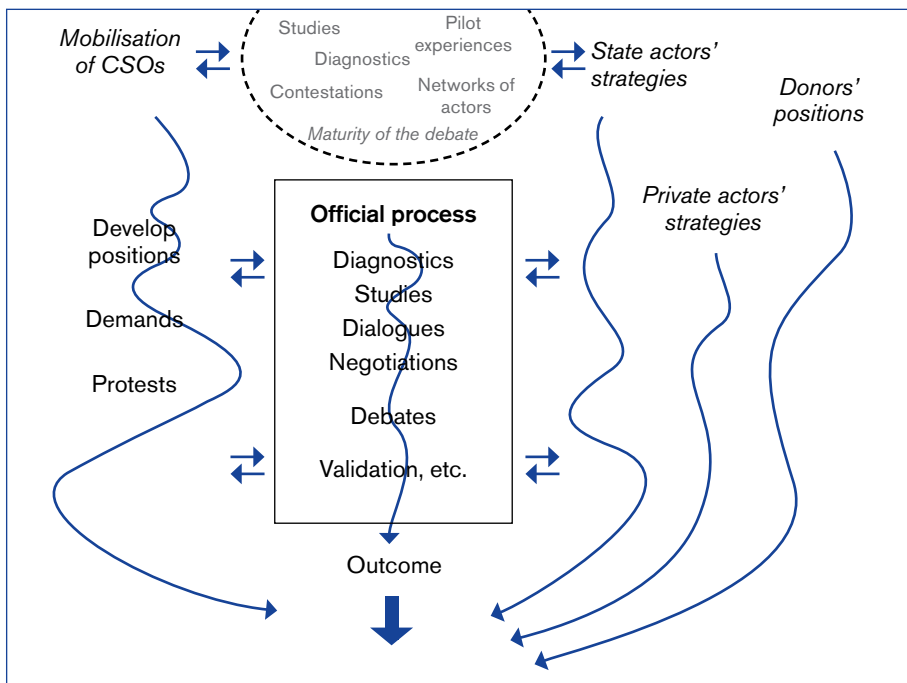 Mobilisation
of CSOs
Studies
Pilot
experiences
Diagnostics
Contestations
Networks of
actors
Maturity of the debate
State actors’
strategies
Donors’
positions
Private actors’
strategies
Official process
Develop
positions
Diagnostics
Studies
Demands
Dialogues
Negotiations
Protests
Debates
Validation, etc.
Outcome